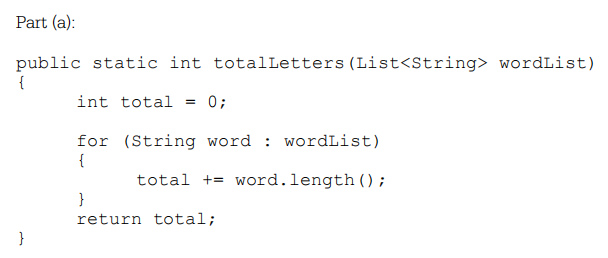 Part (a):
public static int totalLetters(List<String> wordList)
{
int total = 0;
for (String word : wordList)
{
total += word.length();
}
return total;
}